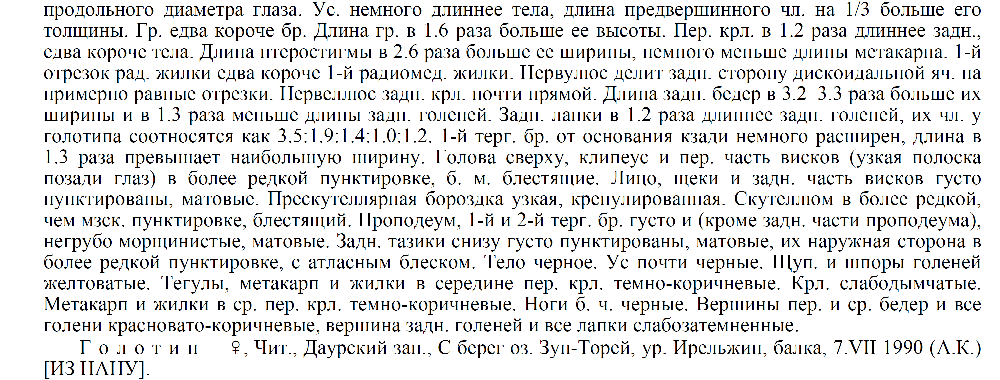 продольного диаметра глаза. Ус. немного длиннее тела, длина предвершинного чл. на 1/3 больше его
толщины. Гр. едва короче бр. Длина гр. в 1.6 раза больше ее высоты. Пер. крл. в 1.2 раза длиннее задн.,
едва короче тела. Длина птеростигмы в 2.6 раза больше ее ширины, немного меньше длины метакарпа. 1-й
отрезок рад. жилки едва короче 1-й радиомед. жилки. Нервулюс делит задн. сторону дискоидальной яч. на
примерно равные отрезки. Нервеллюс задн. крл. почти прямой. Длина задн. бедер в 3.2–3.3 раза больше их
ширины и в 1.3 раза меньше длины задн. голеней. Задн. лапки в 1.2 раза длиннее задн. голеней, их чл. у
голотипа соотносятся как 3.5:1.9:1.4:1.0:1.2. 1-й терг. бр. от основания кзади немного расширен, длина в
1.3 раза превышает наибольшую ширину. Голова сверху, клипеус и пер. часть висков (узкая полоска
позади глаз) в более редкой пунктировке, б. м. блестящие. Лицо, щеки и задн. часть висков густо
пунктированы, матовые. Прескутеллярная бороздка узкая, кренулированная. Скутеллюм в более редкой,
чем мзск. пунктировке, блестящий. Проподеум, 1-й и 2-й терг. бр. густо и (кроме задн. части проподеума),
негрубо морщинистые, матовые. Задн. тазики снизу густо пунктированы, матовые, их наружная сторона в
более редкой пунктировке, с атласным блеском. Тело черное. Ус почти черные. Щуп. и шпоры голеней
желтоватые. Тегулы, метакарп и жилки в середине пер. крл. темно-коричневые. Крл. слабодымчатые.
Метакарп и жилки в ср. пер. крл. темно-коричневые. Ноги б. ч. черные. Вершины пер. и ср. бедер и все
голени красновато-коричневые, вершина задн. голеней и все лапки слабозатемненные.
Г о л о т и п – ♀, Чит., Даурский зап., С берег оз. Зун-Торей, ур. Ирельжин, балка, 7.VII 1990 (А.К.)
[ИЗ НАНУ].